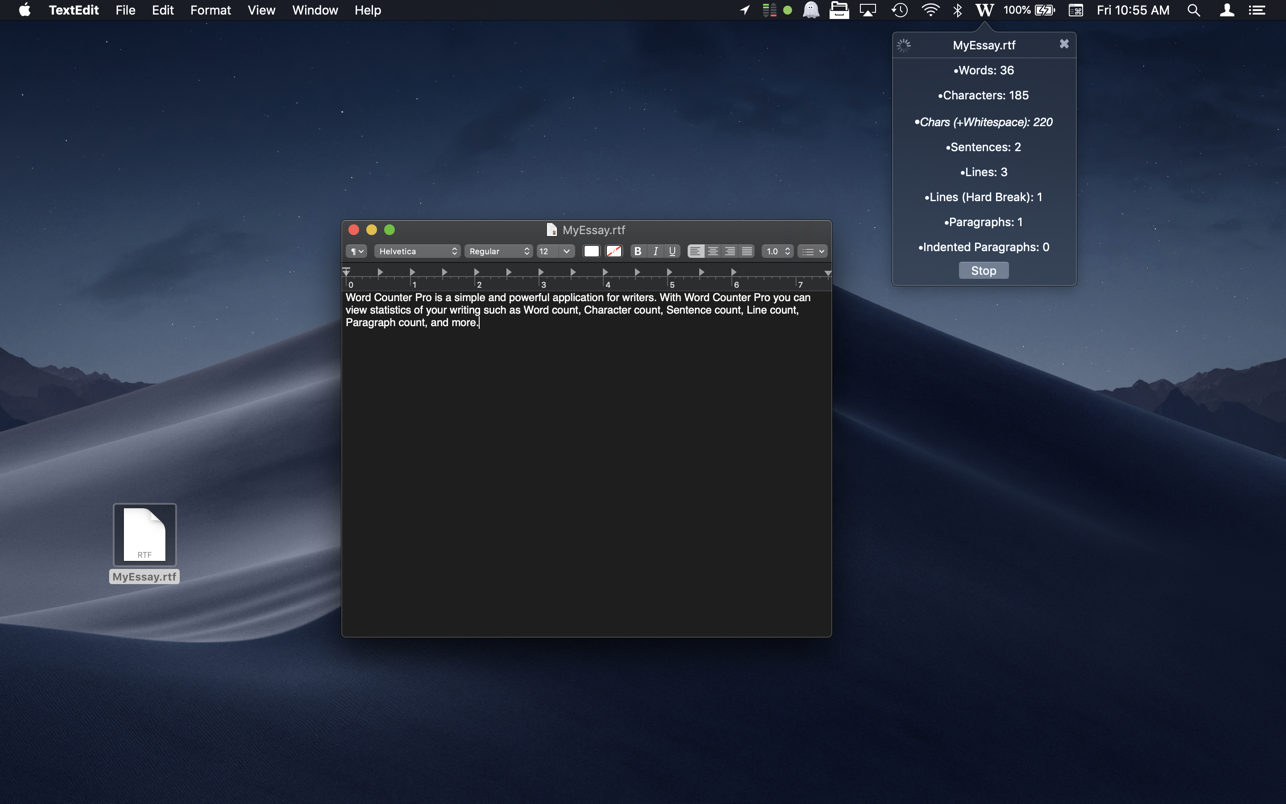 TextEdit File Edit Format View Window Help W 100% Fri 10:55 AM
MyEssay.rtf
•Words: 36
•Characters: 185
•Chars (+Whitespace): 220
•Sentences: 2
•Lines: 3
•Lines (Hard Break): 1
•Paragraphs: 1
•Indented Paragraphs: 0
Stop
MyEssay.rtf
¶ Helvetica Regular 12 B I U 1.0
0 1 2 3 4 5 6 7
Word Counter Pro is a simple and powerful application for writers. With Word Counter Pro you can
view statistics of your writing such as Word count, Character count, Sentence count, Line count,
Paragraph count, and more.
RTF
MyEssay.rtf